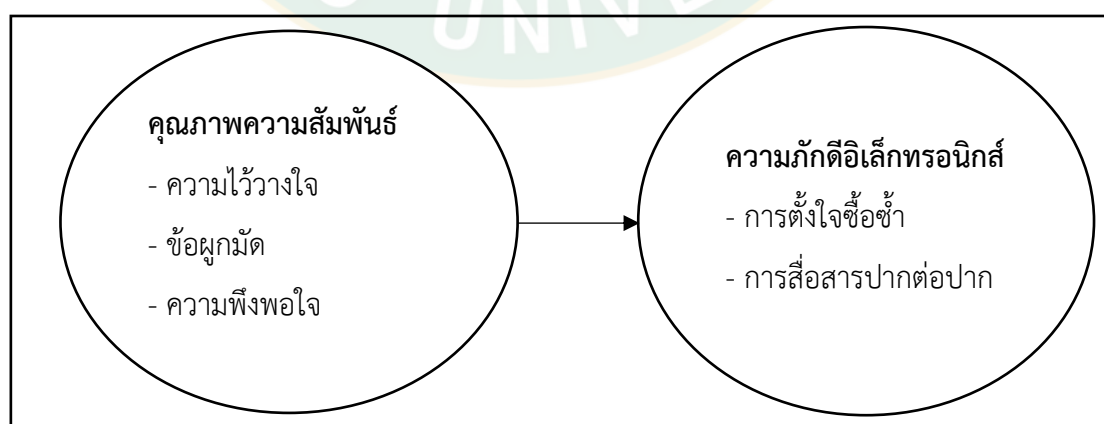 UNIVE
คุณภาพความสัมพันธ์
- ความไว้วางใจ
- ข้อผูกมัด
- ความพึงพอใจ
ความภักดีอิเล็กทรอนิกส์
- การตั้งใจซื้อซ้ำ
- การสื่อสารปากต่อปาก